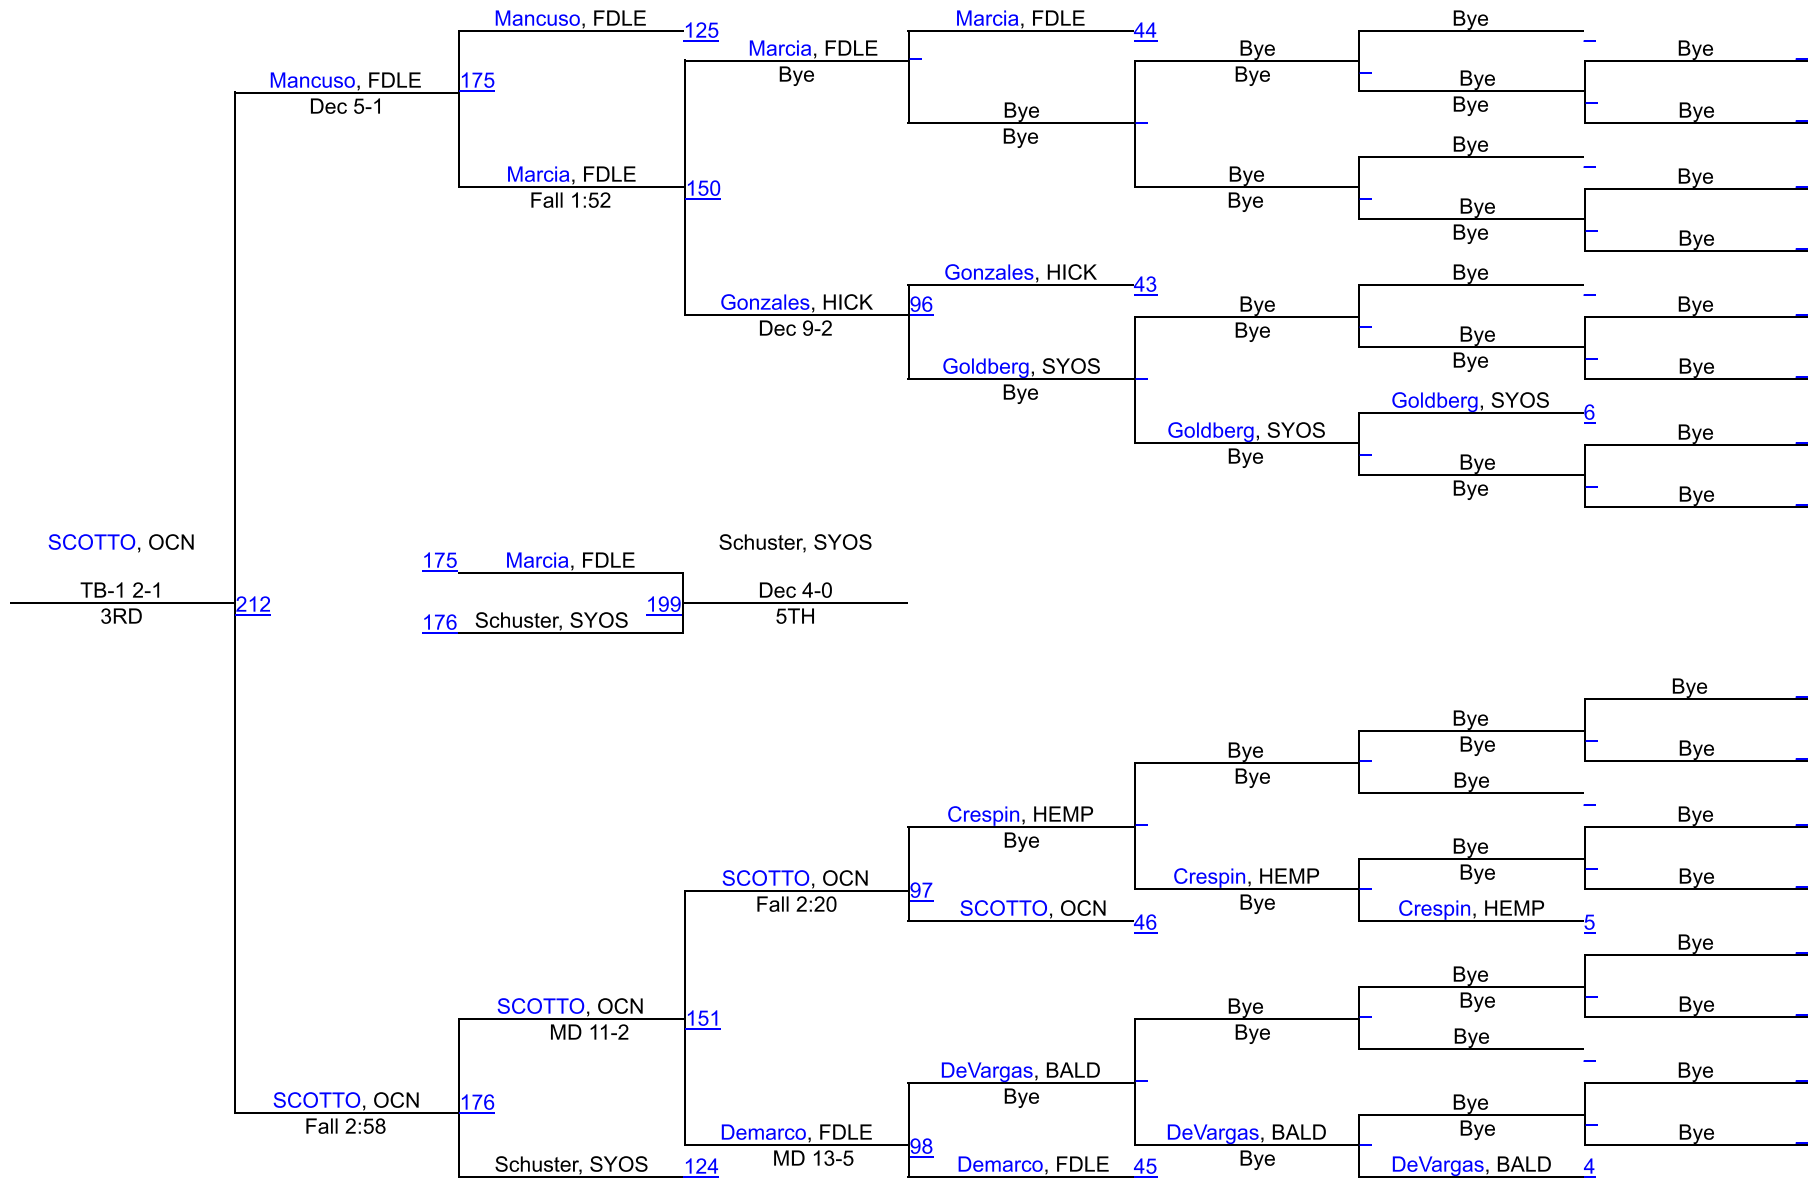 Mancuso, FDLE
125
Mancuso, FDLE
Dec 5-1
175
Marcia, FDLE
Fall 1:52
150
Marcia, FDLE
Bye
Marcia, FDLE
44
Bye
Bye
Gonzales, HICK
Dec 9-2
96
Gonzales, HICK
43
Goldberg, SYOS
Bye
Bye
Bye
Bye
Bye
Bye
Bye
Goldberg, SYOS
Bye
Bye
Bye
Bye
Bye
Bye
Bye
Bye
Bye
Bye
Goldberg, SYOS
6
Bye
Bye
Bye
Bye
Bye
Bye
Bye
Bye
Bye
Bye
SCOTTO, OCN
TB-1 2-1
3RD
212
175
Marcia, FDLE
176
Schuster, SYOS
199
Schuster, SYOS
Dec 4-0
5TH
SCOTTO, OCN
Fall 2:58
176
SCOTTO, OCN
MD 11-2
151
Schuster, SYOS
124
SCOTTO, OCN
Fall 2:20
97
Demarco, FDLE
MD 13-5
98
Crespin, HEMP
Bye
SCOTTO, OCN
46
DeVargas, BALD
Bye
Demarco, FDLE
45
Bye
Bye
Crespin, HEMP
Bye
Bye
Bye
DeVargas, BALD
Bye
Bye
Bye
Bye
Bye
Bye
Crespin, HEMP
5
Bye
Bye
Bye
Bye
Bye
DeVargas, BALD
4
Bye
Bye
Bye
Bye
Bye
Bye
Bye
Bye